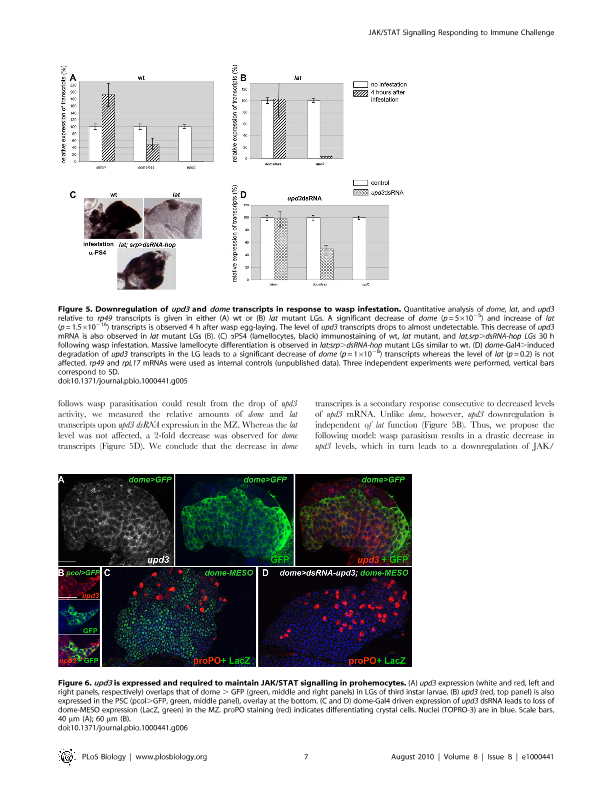 JAK/STAT Signalling Responding to Immune Challenge
A
wt
relative expression of transcripts (%)
B
lat
relative expression of transcripts (%)
no infestation
4 hours after
infestation
C
wt
lat
infestation
α-PS4
lat; srp>dsRNA-hop
D
upd3dsRNA
relative expression of transcripts (%)
control
upd3dsRNA
Figure 5. Downregulation of upd3 and dome transcripts in response to wasp infestation. Quantitative analysis of dome, lat, and upd3
relative to rp49 transcripts is given in either (A) wt or (B) lat mutant LGs. A significant decrease of dome (p = 5×10⁻⁵) and increase of lat
(p = 1.5×10⁻¹⁶) transcripts is observed 4 h after wasp egg-laying. The level of upd3 transcripts drops to almost undetectable. This decrease of upd3
mRNA is also observed in lat mutant LGs (B). (C) αPS4 (lamellocytes, black) immunostaining of wt, lat mutant, and lat;srp>dsRNA-hop LGs 30 h
following wasp infestation. Massive lamellocyte differentiation is observed in lat;srp>dsRNA-hop mutant LGs similar to wt. (D) dome-Gal4>induced
degradation of upd3 transcripts in the LG leads to a significant decrease of dome (p = 1×10⁻⁶) transcripts whereas the level of lat (p = 0.2) is not
affected. rp49 and rpL17 mRNAs were used as internal controls (unpublished data). Three independent experiments were performed, vertical bars
correspond to SD.
doi:10.1371/journal.pbio.1000441.g005
follows wasp parasitisation could result from the drop of upd3
activity, we measured the relative amounts of dome and lat
transcripts upon upd3 dsRNA expression in the MZ. Whereas the lat
level was not affected, a 2-fold decrease was observed for dome
transcripts (Figure 5D). We conclude that the decrease in dome
transcripts is a secondary response consecutive to decreased levels
of upd3 mRNA. Unlike dome, however, upd3 downregulation is
independent of lat function (Figure 5B). Thus, we propose the
following model: wasp parasitism results in a drastic decrease in
upd3 levels, which in turn leads to a downregulation of JAK/
A
dome>GFP
upd3
dome>GFP
GFP
dome>GFP
upd3 + GFP
B
pcol>GFP
upd3
GFP
upd3 + GFP
C
dome-MESO
proPO+ LacZ
D
dome>dsRNA-upd3; dome-MESO
proPO+ LacZ
Figure 6. upd3 is expressed and required to maintain JAK/STAT signalling in prohemocytes. (A) upd3 expression (white and red, left and
right panels, respectively) overlaps that of dome > GFP (green, middle and right panels) in LGs of third instar larvae. (B) upd3 (red, top panel) is also
expressed in the PSC (pcol>GFP, green, middle panel), overlay at the bottom. (C and D) dome-Gal4 driven expression of upd3 dsRNA leads to loss of
dome-MESO expression (LacZ, green) in the MZ. proPO staining (red) indicates differentiating crystal cells. Nuclei (TOPRO-3) are in blue. Scale bars,
40 µm (A); 60 µm (B).
doi:10.1371/journal.pbio.1000441.g006
PLoS Biology | www.plosbiology.org
7
August 2010 | Volume 8 | Issue 8 | e1000441